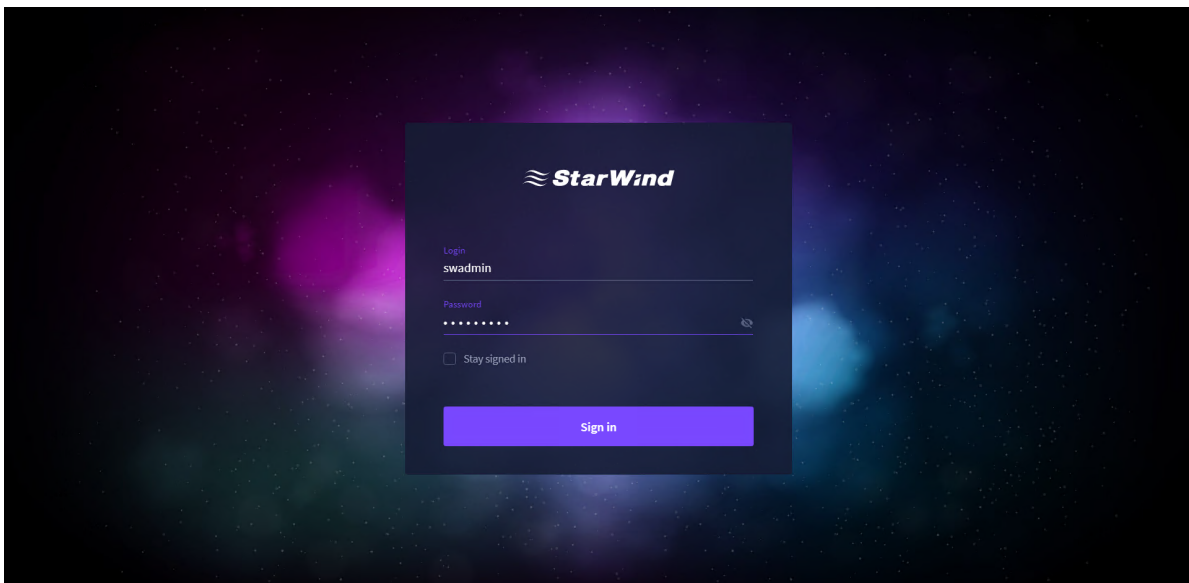 StarWind
Login
swadmin
Password
•••••••••
Stay signed in
Sign in